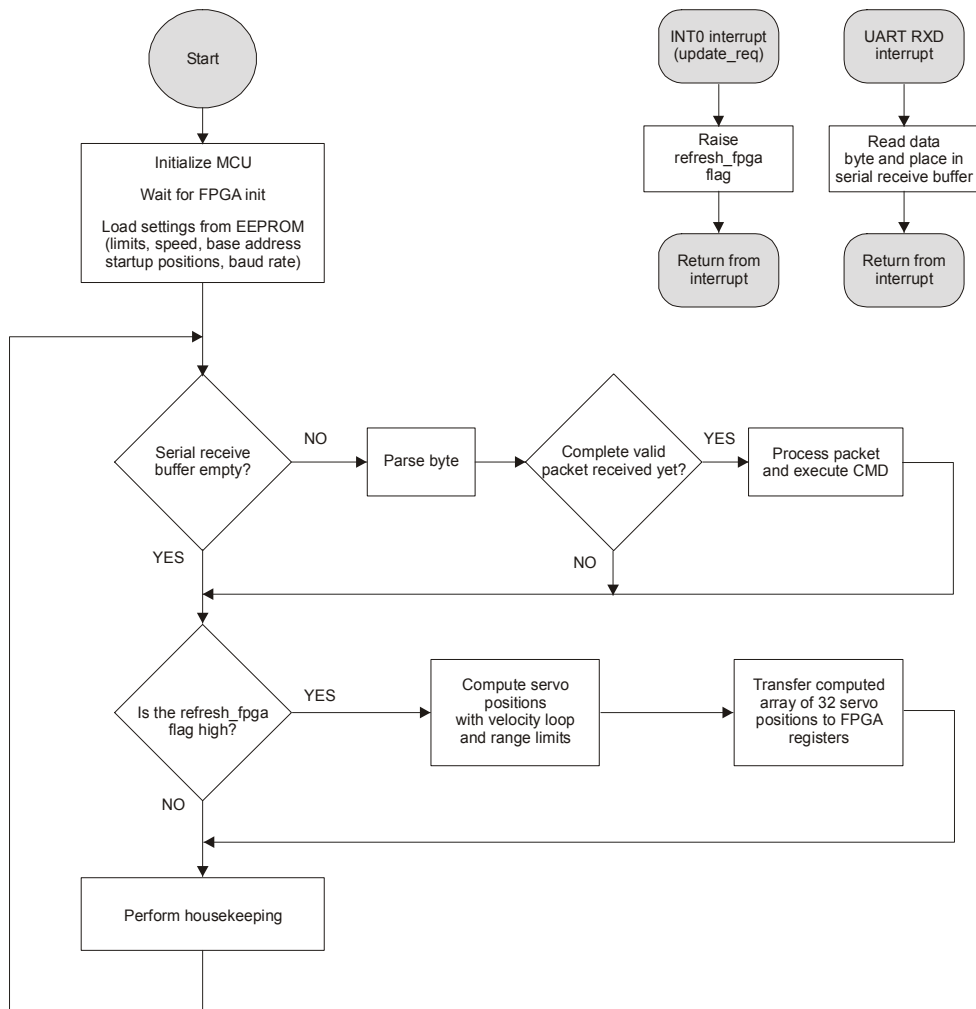 Start
INT0 interrupt
(update_req)
UART RXD
interrupt
Initialize MCU
Wait for FPGA init
Load settings from EEPROM
(limits, speed, base address
startup positions, baud rate)
Raise
refresh_fpga
flag
Read data
byte and place in
serial receive buffer
Return from
interrupt
Return from
interrupt
Serial receive
buffer empty?
NO
Parse byte
Complete valid
packet received yet?
YES
Process packet
and execute CMD
YES
NO
Is the refresh_fpga
flag high?
YES
Compute servo
positions
with velocity loop
and range limits
Transfer computed
array of 32 servo
positions to FPGA
registers
NO
Perform housekeeping